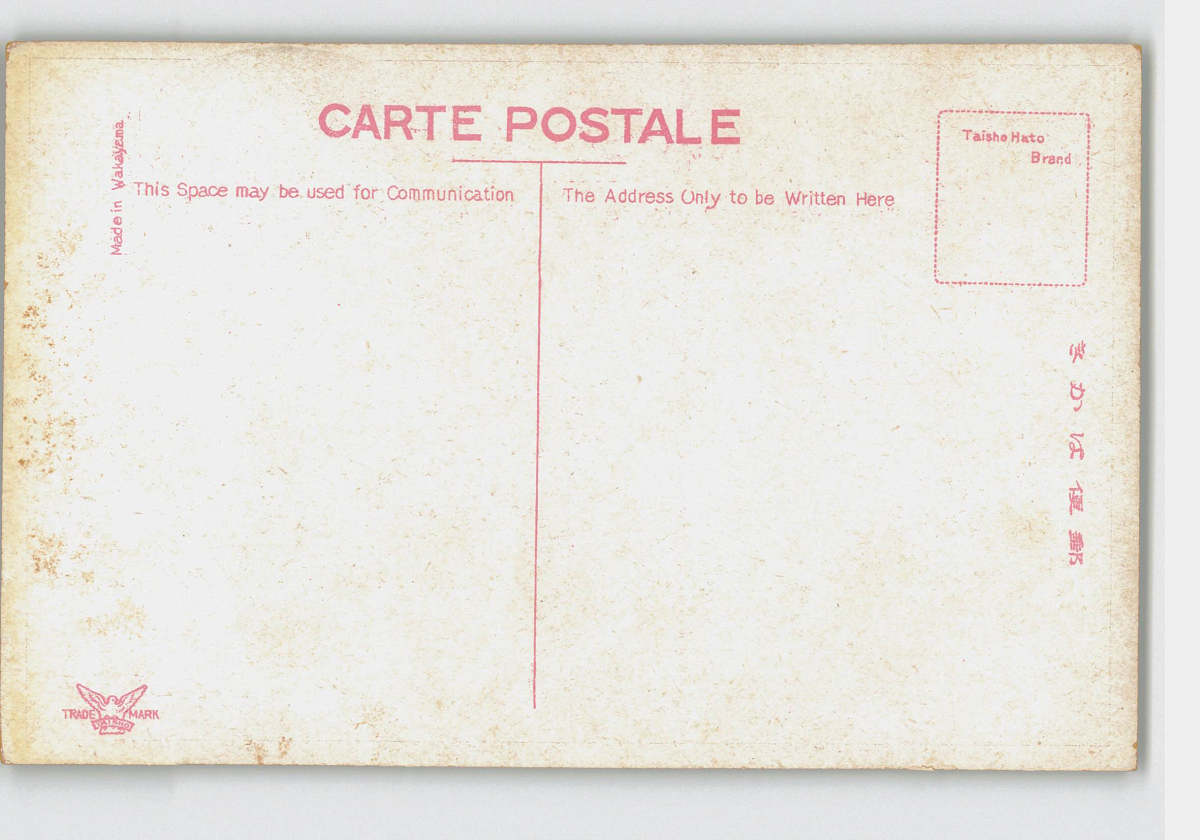 CARTE POSTALE
Made in Wakayama
This Space may be used for Communication
The Address Only to be Written Here
Taisho Hato
Brand
きかは便郵
TRADE MARK
TAISHO